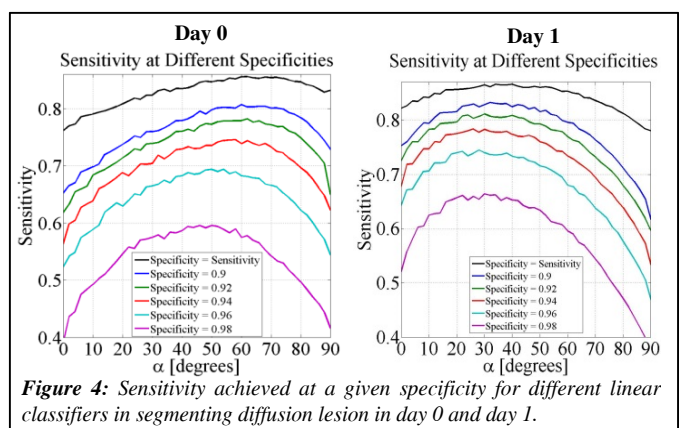 Day 0
Sensitivity at Different Specificities
Sensitivity
0.8
0.7
0.6
0.5
0.4
Specificity = Sensitivity
Specificity = 0.9
Specificity = 0.92
Specificity = 0.94
Specificity = 0.96
Specificity = 0.98
0 10 20 30 40 50 60 70 80 90
α [degrees]
Day 1
Sensitivity at Different Specificities
Sensitivity
0.8
0.7
0.6
0.5
0.4
Specificity = Sensitivity
Specificity = 0.9
Specificity = 0.92
Specificity = 0.94
Specificity = 0.96
Specificity = 0.98
0 10 20 30 40 50 60 70 80 90
α [degrees]
Figure 4: Sensitivity achieved at a given specificity for different linear
classifiers in segmenting diffusion lesion in day 0 and day 1.